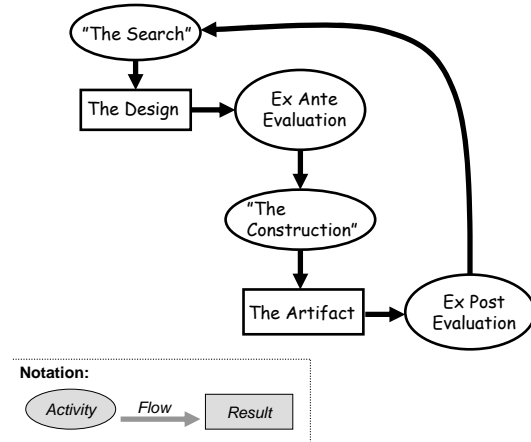 "The Search"
The Design
Ex Ante
Evaluation
"The
Construction"
The Artifact
Ex Post
Evaluation
Notation:
Activity
Flow
Result